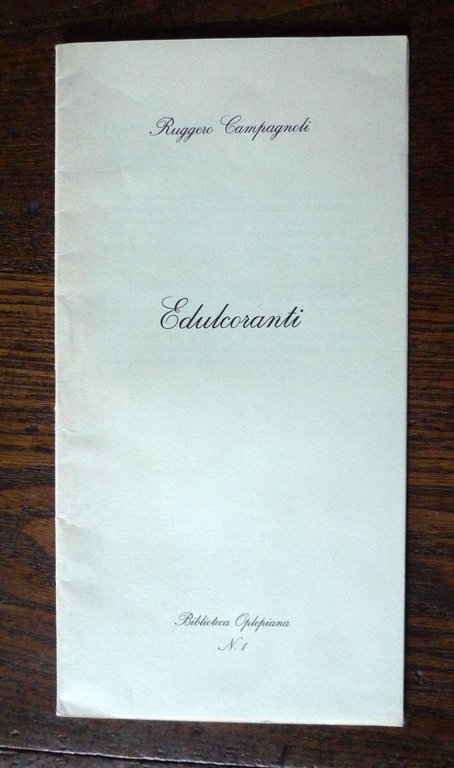 Ruggero Campagnoli
Edulcoranti
Biblioteca Oplepiana
N. 1